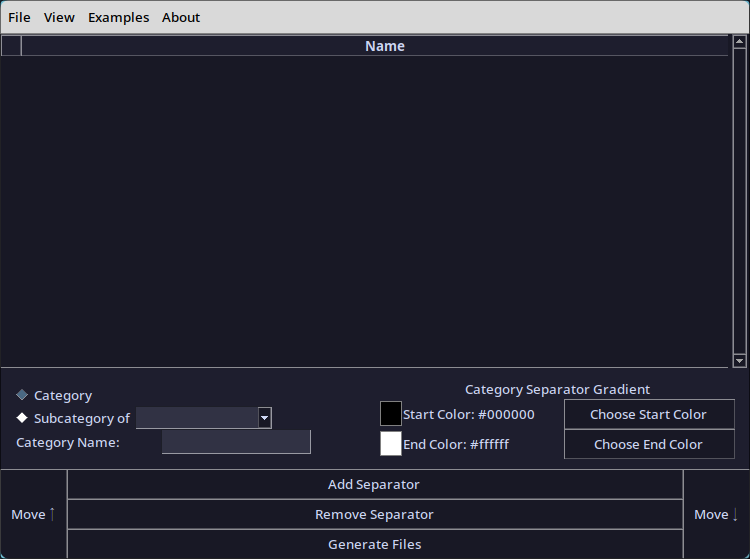 File View Examples About
Name
Category
Subcategory of
Category Name:
Category Separator Gradient
Start Color: #000000 Choose Start Color
End Color: #ffffff Choose End Color
Move ↑
Add Separator
Remove Separator
Generate Files
Move ↓